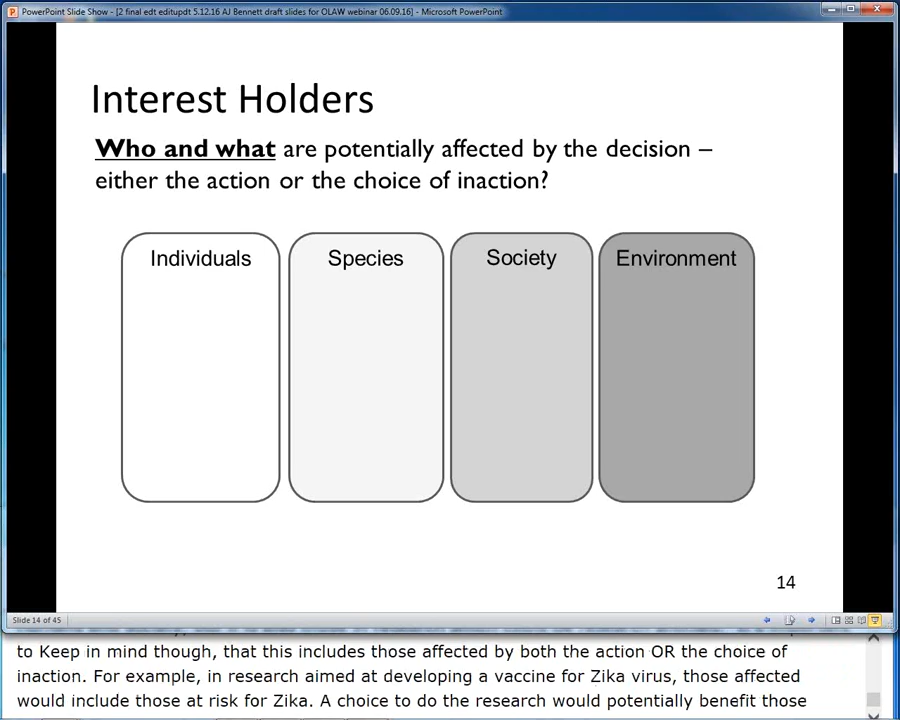 PowerPoint Slide Show - [2 final edt editupdt 5.12.16 AJ Bennett draft slides for OLAW webinar 06.09.16] - Microsoft PowerPoint
Interest Holders
Who and what are potentially affected by the decision –
either the action or the choice of inaction?
Individuals Species Society Environment
14
Slide 14 of 45
to Keep in mind though, that this includes those affected by both the action OR the choice of
inaction. For example, in research aimed at developing a vaccine for Zika virus, those affected
would include those at risk for Zika. A choice to do the research would potentially benefit those